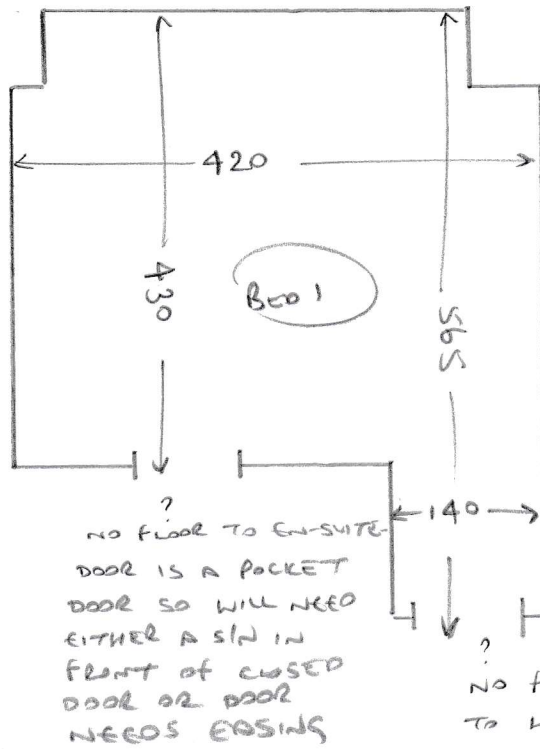 420
430
BED 1
565
140
?
NO FLOOR TO EN-SUITE-
DOOR IS A POCKET
DOOR SO WILL NEED
EITHER A S/N IN
FRONT OF CLOSED
DOOR OR DOOR
NEEDS EASING
?
NO F
TO